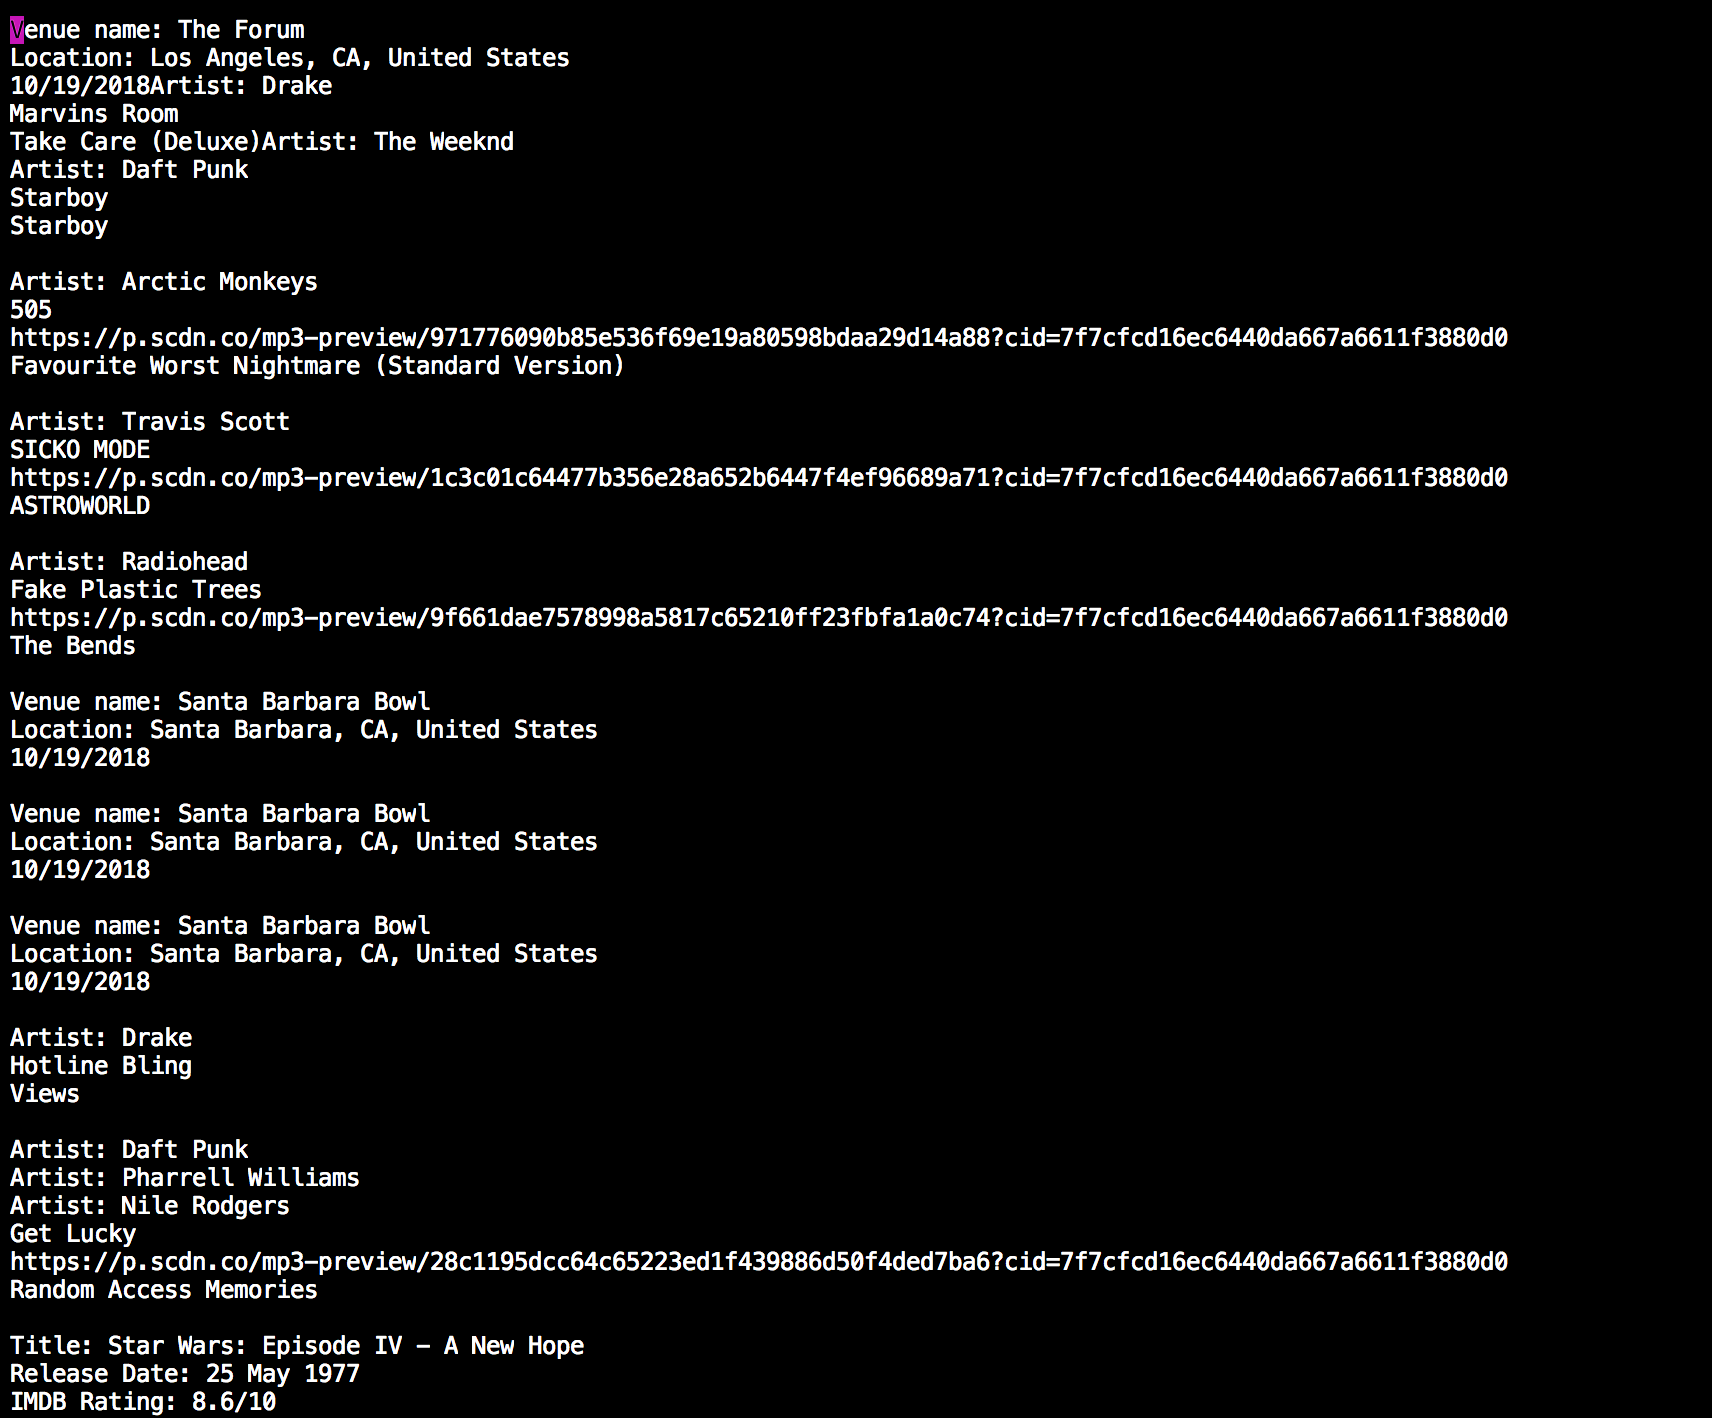 Venue name: The Forum
Location: Los Angeles, CA, United States
10/19/2018Artist: Drake
Marvins Room
Take Care (Deluxe)Artist: The Weeknd
Artist: Daft Punk
Starboy
Starboy

Artist: Arctic Monkeys
505
https://p.scdn.co/mp3-preview/971776090b85e536f69e19a80598bdaa29d14a88?cid=7f7cfcd16ec6440da667a6611f3880d0
Favourite Worst Nightmare (Standard Version)

Artist: Travis Scott
SICKO MODE
https://p.scdn.co/mp3-preview/1c3c01c64477b356e28a652b6447f4ef96689a71?cid=7f7cfcd16ec6440da667a6611f3880d0
ASTROWORLD

Artist: Radiohead
Fake Plastic Trees
https://p.scdn.co/mp3-preview/9f661dae7578998a5817c65210ff23fbfa1a0c74?cid=7f7cfcd16ec6440da667a6611f3880d0
The Bends

Venue name: Santa Barbara Bowl
Location: Santa Barbara, CA, United States
10/19/2018

Venue name: Santa Barbara Bowl
Location: Santa Barbara, CA, United States
10/19/2018

Venue name: Santa Barbara Bowl
Location: Santa Barbara, CA, United States
10/19/2018

Artist: Drake
Hotline Bling
Views

Artist: Daft Punk
Artist: Pharrell Williams
Artist: Nile Rodgers
Get Lucky
https://p.scdn.co/mp3-preview/28c1195dcc64c65223ed1f439886d50f4ded7ba6?cid=7f7cfcd16ec6440da667a6611f3880d0
Random Access Memories

Title: Star Wars: Episode IV - A New Hope
Release Date: 25 May 1977
IMDB Rating: 8.6/10